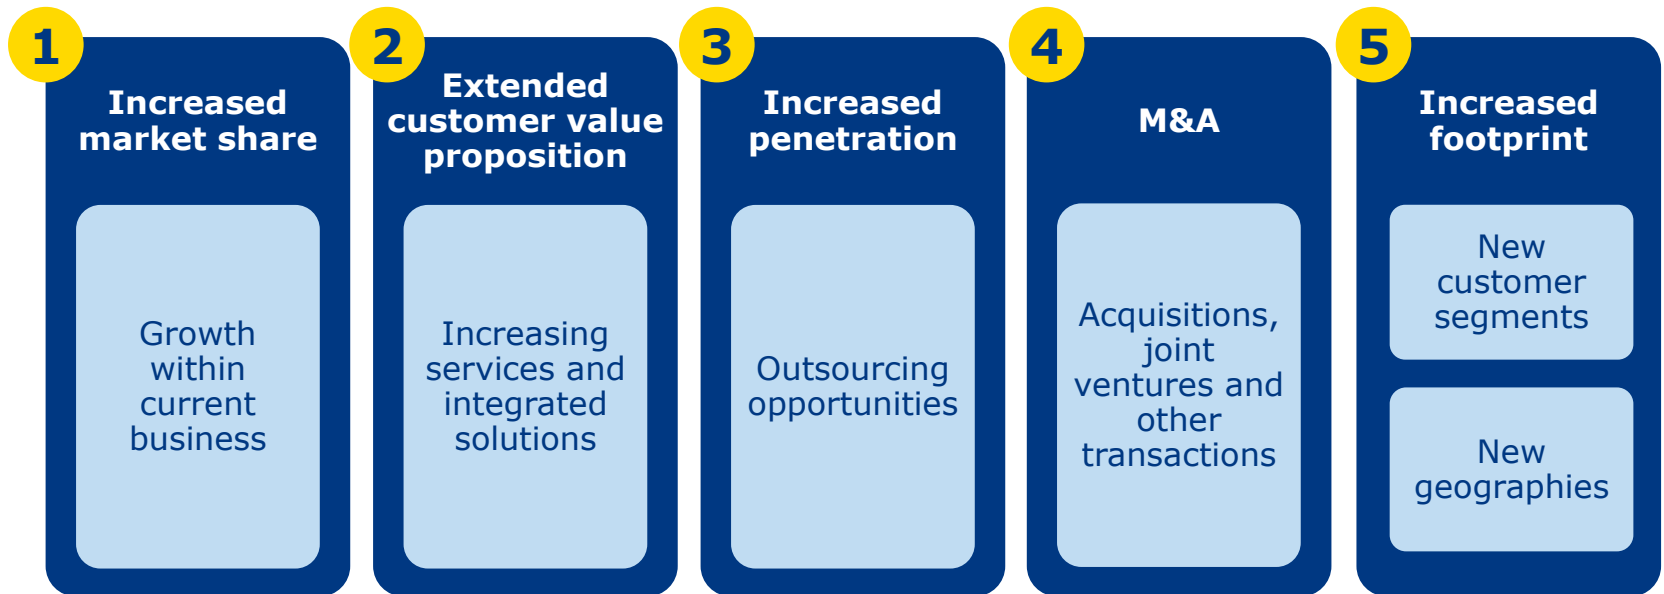 1
Increased
market share
Growth
within
current
business
2
Extended
customer value
proposition
Increasing
services and
integrated
solutions
3
Increased
penetration
Outsourcing
opportunities
4
M&A
Acquisitions,
joint
ventures and
other
transactions
5
Increased
footprint
New
customer
segments
New
geographies